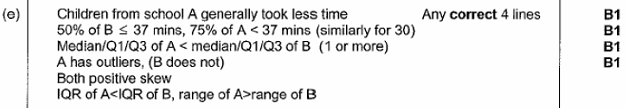 (e) Children from school A generally took less time Any correct 4 lines B1
50% of B ≤ 37 mins, 75% of A < 37 mins (similarly for 30) B1
Median/Q1/Q3 of A < median/Q1/Q3 of B (1 or more) B1
A has outliers, (B does not) B1
Both positive skew
IQR of A<IQR of B, range of A>range of B